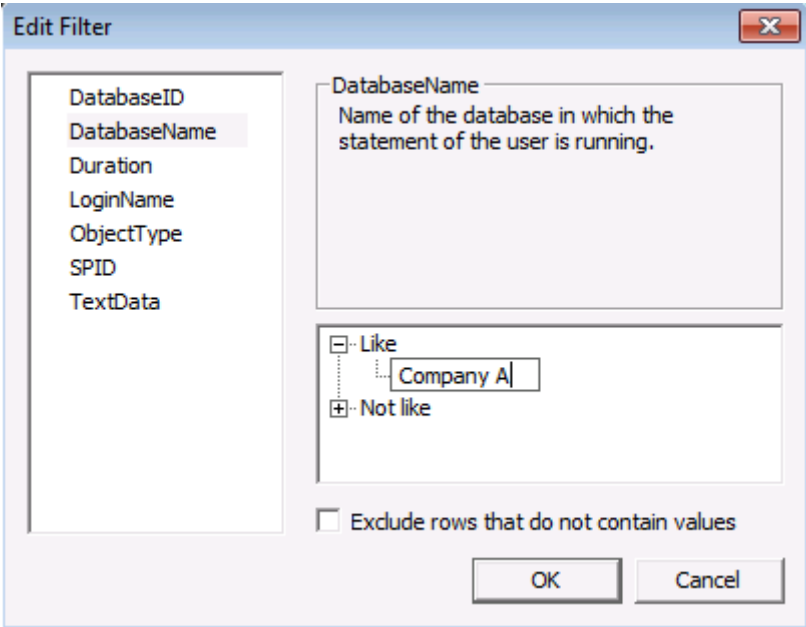 Edit Filter
DatabaseID
DatabaseName
Duration
LoginName
ObjectType
SPID
TextData
DatabaseName
Name of the database in which the
statement of the user is running.
Like
Company A
Not like
Exclude rows that do not contain values
OK
Cancel